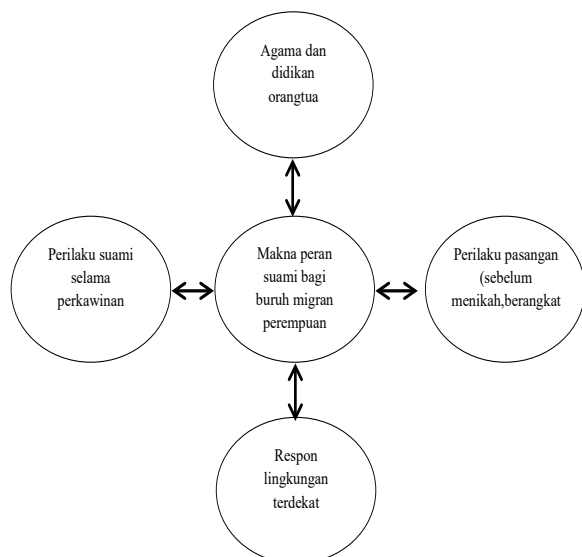 Agama dan
didikan
orangtua
Perilaku suami
selama
perkawinan
Makna peran
suami bagi
buruh migran
perempuan
Perilaku pasangan
(sebelum
menikah,berangkat
Respon
lingkungan
terdekat